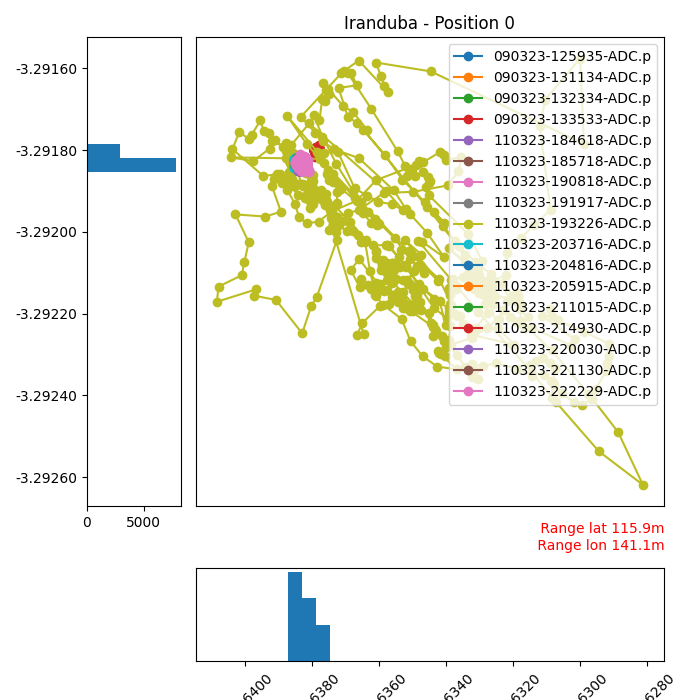 Iranduba - Position 0
-3.29160
-3.29180
-3.29200
-3.29220
-3.29240
-3.29260
0 5000
090323-125935-ADC.p
090323-131134-ADC.p
090323-132334-ADC.p
090323-133533-ADC.p
110323-184618-ADC.p
110323-185718-ADC.p
110323-190818-ADC.p
110323-191917-ADC.p
110323-193226-ADC.p
110323-203716-ADC.p
110323-204816-ADC.p
110323-205915-ADC.p
110323-211015-ADC.p
110323-214930-ADC.p
110323-220030-ADC.p
110323-221130-ADC.p
110323-222229-ADC.p
Range lat 115.9m
Range lon 141.1m